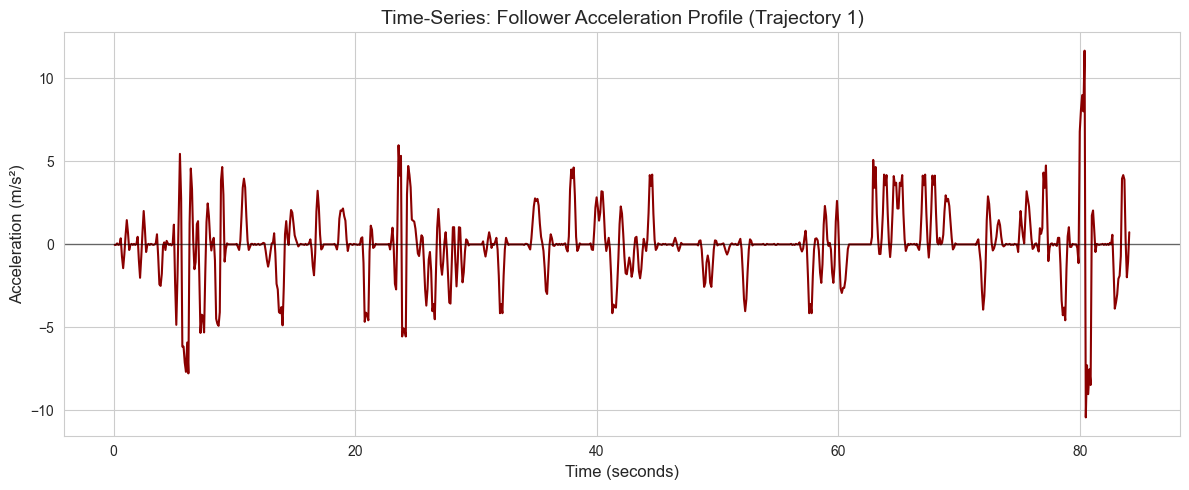 Time-Series: Follower Acceleration Profile (Trajectory 1)
Acceleration (m/s²)
10
5
0
−5
−10
0 20 40 60 80
Time (seconds)